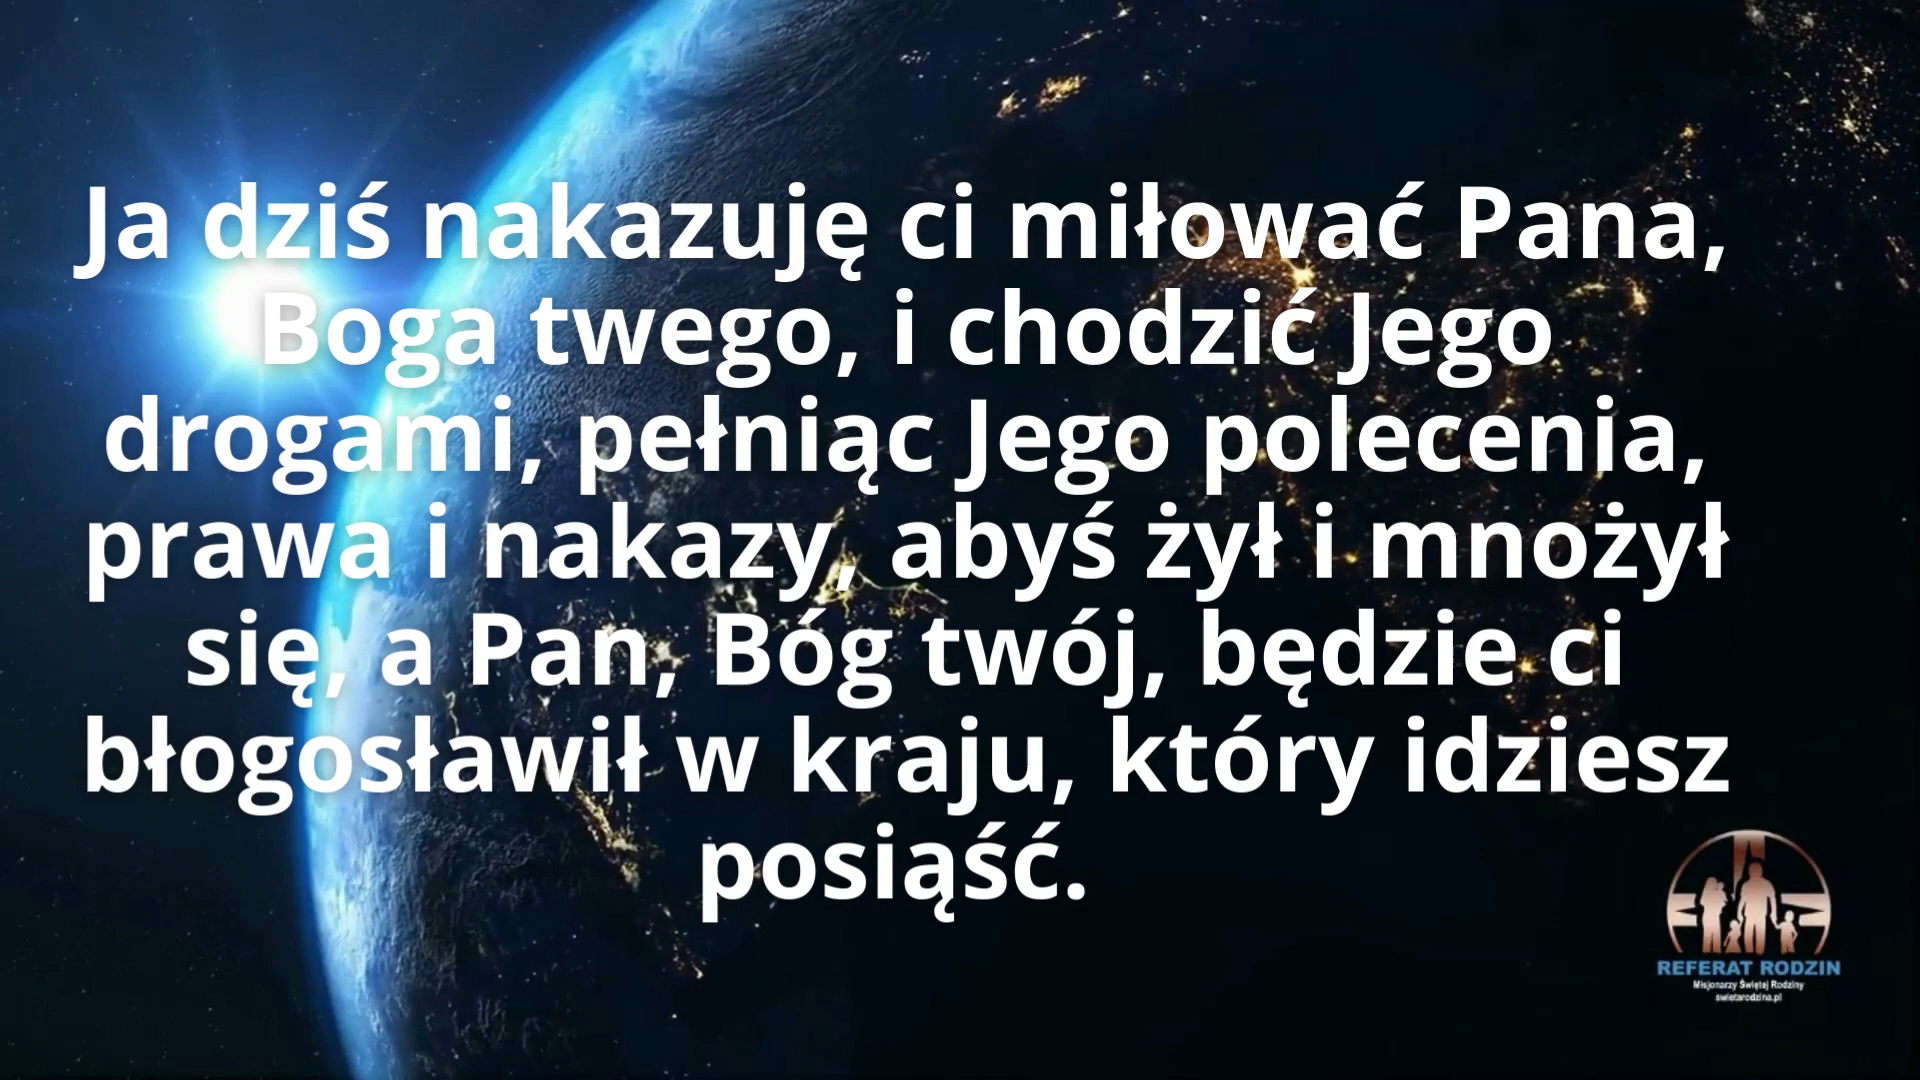 Ja dziś nakazuję ci miłować Pana,
Boga twego, i chodzić Jego
drogami, pełniąc Jego polecenia,
prawa i nakazy, abyś żył i mnożył
się, a Pan, Bóg twój, będzie ci
błogosławił w kraju, który idziesz
posiąść.
REFERAT RODZIN
Misjonarzy Świętej Rodziny
swietarodzina.pl